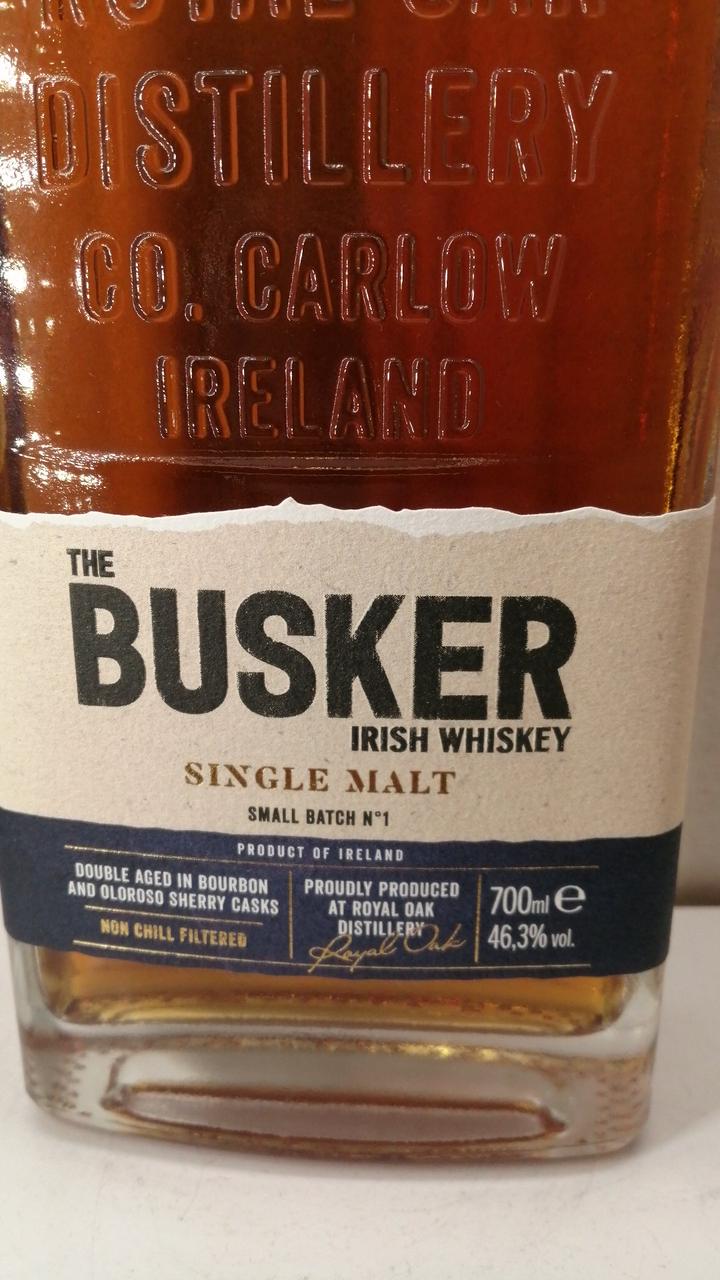 ROYAL OAK
DISTILLERY
CO. CARLOW
IRELAND
THE
BUSKER
IRISH WHISKEY
SINGLE MALT
SMALL BATCH N°1
PRODUCT OF IRELAND
DOUBLE AGED IN BOURBON
AND OLOROSO SHERRY CASKS
NON CHILL FILTERED
PROUDLY PRODUCED
AT ROYAL OAK
DISTILLERY
Royal Oak
700ml e
46,3% vol.